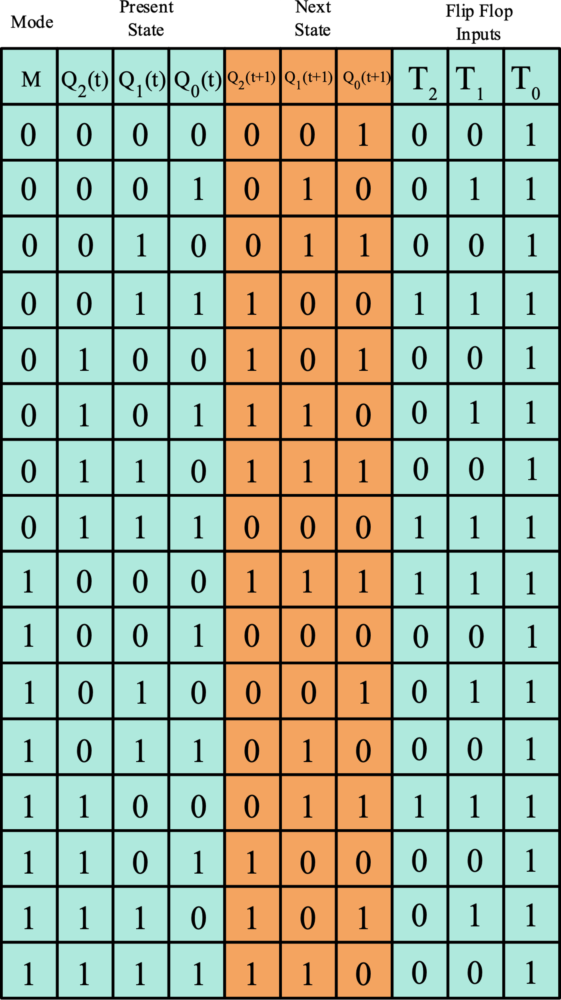 Mode Present State Next State Flip Flop Inputs
M Q2(t) Q1(t) Q0(t) Q2(t+1) Q1(t+1) Q0(t+1) T2 T1 T0
0 0 0 0 0 0 1 0 0 1
0 0 0 1 0 1 0 0 1 1
0 0 1 0 0 1 1 0 0 1
0 0 1 1 1 0 0 1 1 1
0 1 0 0 1 0 1 0 0 1
0 1 0 1 1 1 0 0 1 1
0 1 1 0 1 1 1 0 0 1
0 1 1 1 0 0 0 1 1 1
1 0 0 0 1 1 1 1 1 1
1 0 0 1 0 0 0 0 0 1
1 0 1 0 0 0 1 0 1 1
1 0 1 1 0 1 0 0 0 1
1 1 0 0 0 1 1 1 1 1
1 1 0 1 1 0 0 0 0 1
1 1 1 0 1 0 1 0 1 1
1 1 1 1 1 1 0 0 0 1